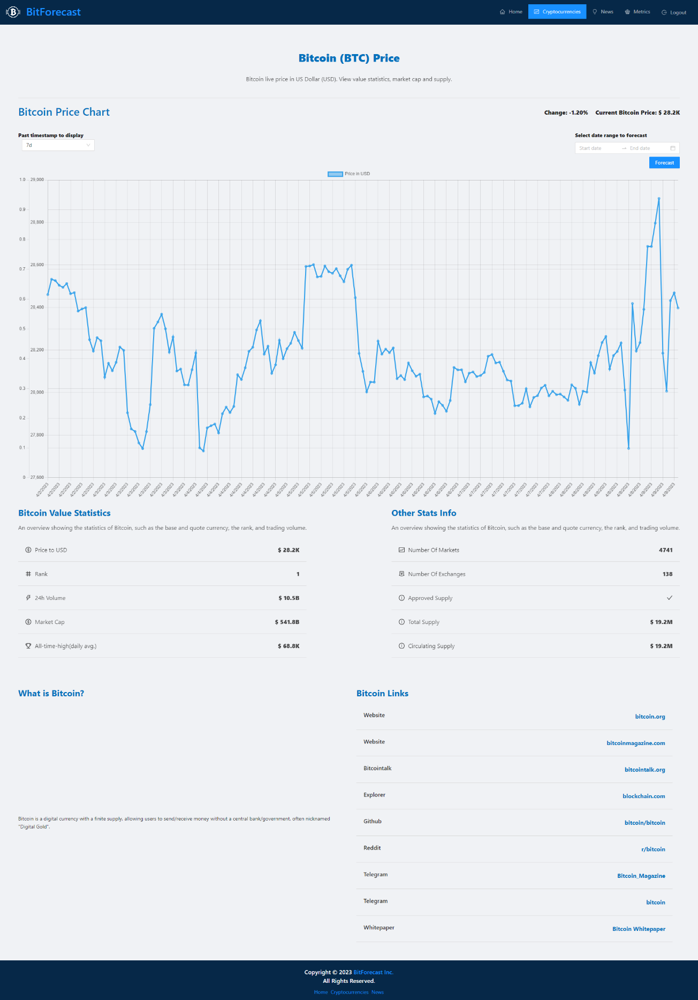 BitForecast
Home
Cryptocurrencies
News
Metrics
Logout
Bitcoin (BTC) Price
Bitcoin live price in US Dollar (USD). View value statistics, market cap and supply.
Bitcoin Price Chart
Change: -1.20% Current Bitcoin Price: $ 28.2K
Past timestamp to display
7d
Select date range to forecast
Start date
End date
Forecast
Price in USD
1.0
0.9
0.8
0.7
0.6
0.5
0.4
0.3
0.2
0.1
0
29,000
28,800
28,600
28,400
28,200
28,000
27,800
27,600
4/2/2023
4/2/2023
4/2/2023
4/2/2023
4/2/2023
4/3/2023
4/3/2023
4/3/2023
4/3/2023
4/3/2023
4/3/2023
4/3/2023
4/3/2023
4/4/2023
4/4/2023
4/4/2023
4/4/2023
4/4/2023
4/4/2023
4/4/2023
4/4/2023
4/5/2023
4/5/2023
4/5/2023
4/5/2023
4/5/2023
4/5/2023
4/5/2023
4/5/2023
4/6/2023
4/6/2023
4/6/2023
4/6/2023
4/6/2023
4/6/2023
4/6/2023
4/7/2023
4/7/2023
4/7/2023
4/7/2023
4/7/2023
4/7/2023
4/7/2023
4/7/2023
4/8/2023
4/8/2023
4/8/2023
4/8/2023
4/8/2023
4/8/2023
4/8/2023
4/8/2023
4/9/2023
4/9/2023
4/9/2023
Bitcoin Value Statistics
An overview showing the statistics of Bitcoin, such as the base and quote currency, the rank, and trading volume.
Price to USD
$ 28.2K
Rank
1
24h Volume
$ 10.5B
Market Cap
$ 541.8B
All-time-high(daily avg.)
$ 68.8K
Other Stats Info
An overview showing the statistics of Bitcoin, such as the base and quote currency, the rank, and trading volume.
Number Of Markets
4741
Number Of Exchanges
138
Approved Supply
Total Supply
$ 19.2M
Circulating Supply
$ 19.2M
What is Bitcoin?
Bitcoin is a digital currency with a finite supply, allowing users to send/receive money without a central bank/government, often nicknamed
"Digital Gold".
Bitcoin Links
Website
bitcoin.org
Website
bitcoinmagazine.com
Bitcointalk
bitcointalk.org
Explorer
blockchain.com
Github
bitcoin/bitcoin
Reddit
r/bitcoin
Telegram
Bitcoin_Magazine
Telegram
bitcoin
Whitepaper
Bitcoin Whitepaper
Copyright © 2023 BitForecast Inc.
All Rights Reserved.
Home Cryptocurrencies News